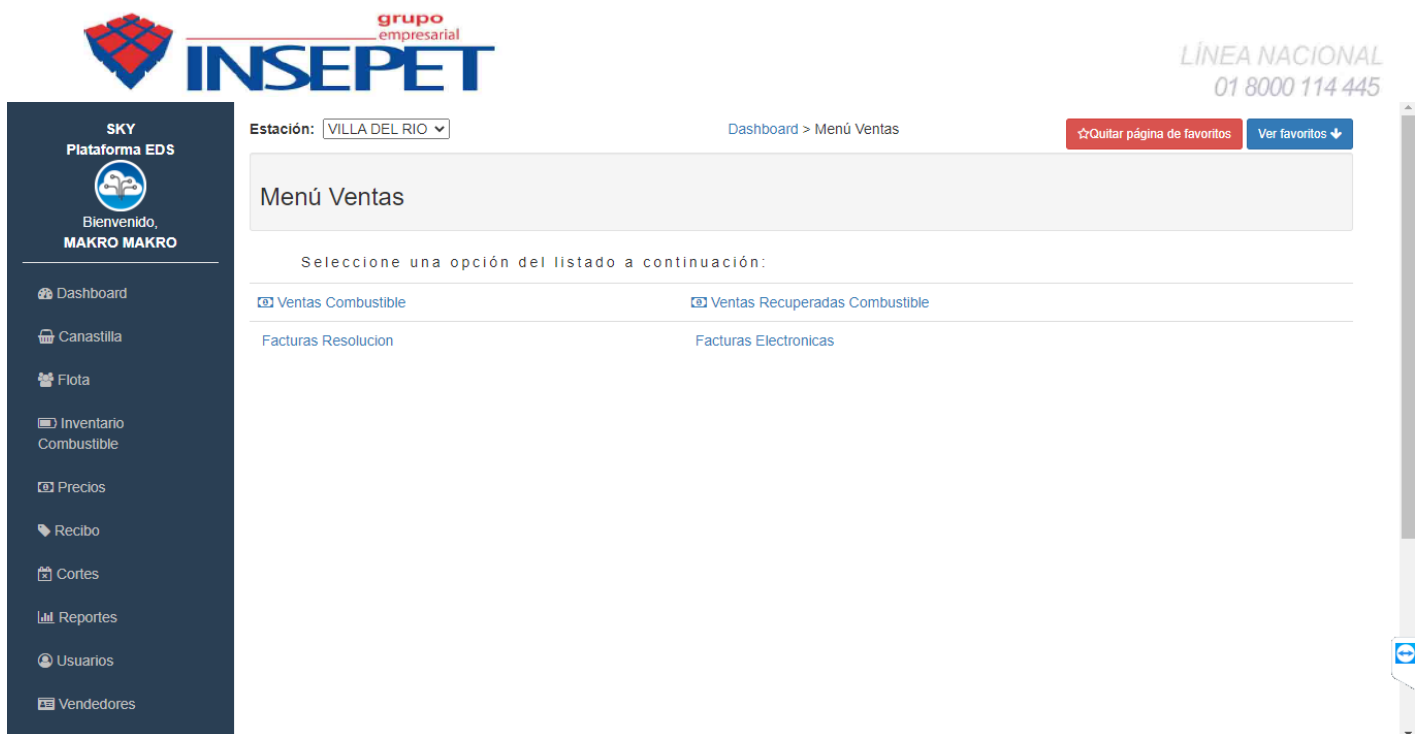 grupo
empresarial
INSEPET
LÍNEA NACIONAL
01 8000 114 445
SKY
Plataforma EDS
Bienvenido,
MAKRO MAKRO
Dashboard
Canastilla
Flota
Inventario
Combustible
Precios
Recibo
Cortes
Reportes
Usuarios
Vendedores
Estación: VILLA DEL RIO
Dashboard > Menú Ventas
Quitar página de favoritos
Ver favoritos
Menú Ventas
Seleccione una opción del listado a continuación:
Ventas Combustible
Ventas Recuperadas Combustible
Facturas Resolucion
Facturas Electronicas